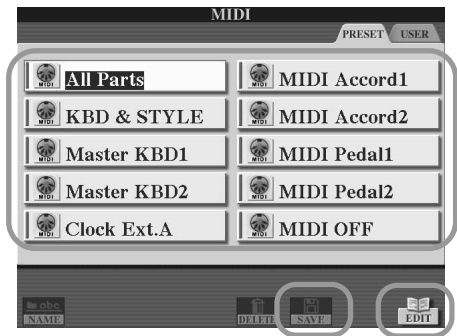 MIDI
PRESET USER
All Parts
KBD & STYLE
Master KBD1
Master KBD2
Clock Ext.A
MIDI Accord1
MIDI Accord2
MIDI Pedal1
MIDI Pedal2
MIDI OFF
abc
NAME DELETE SAVE EDIT